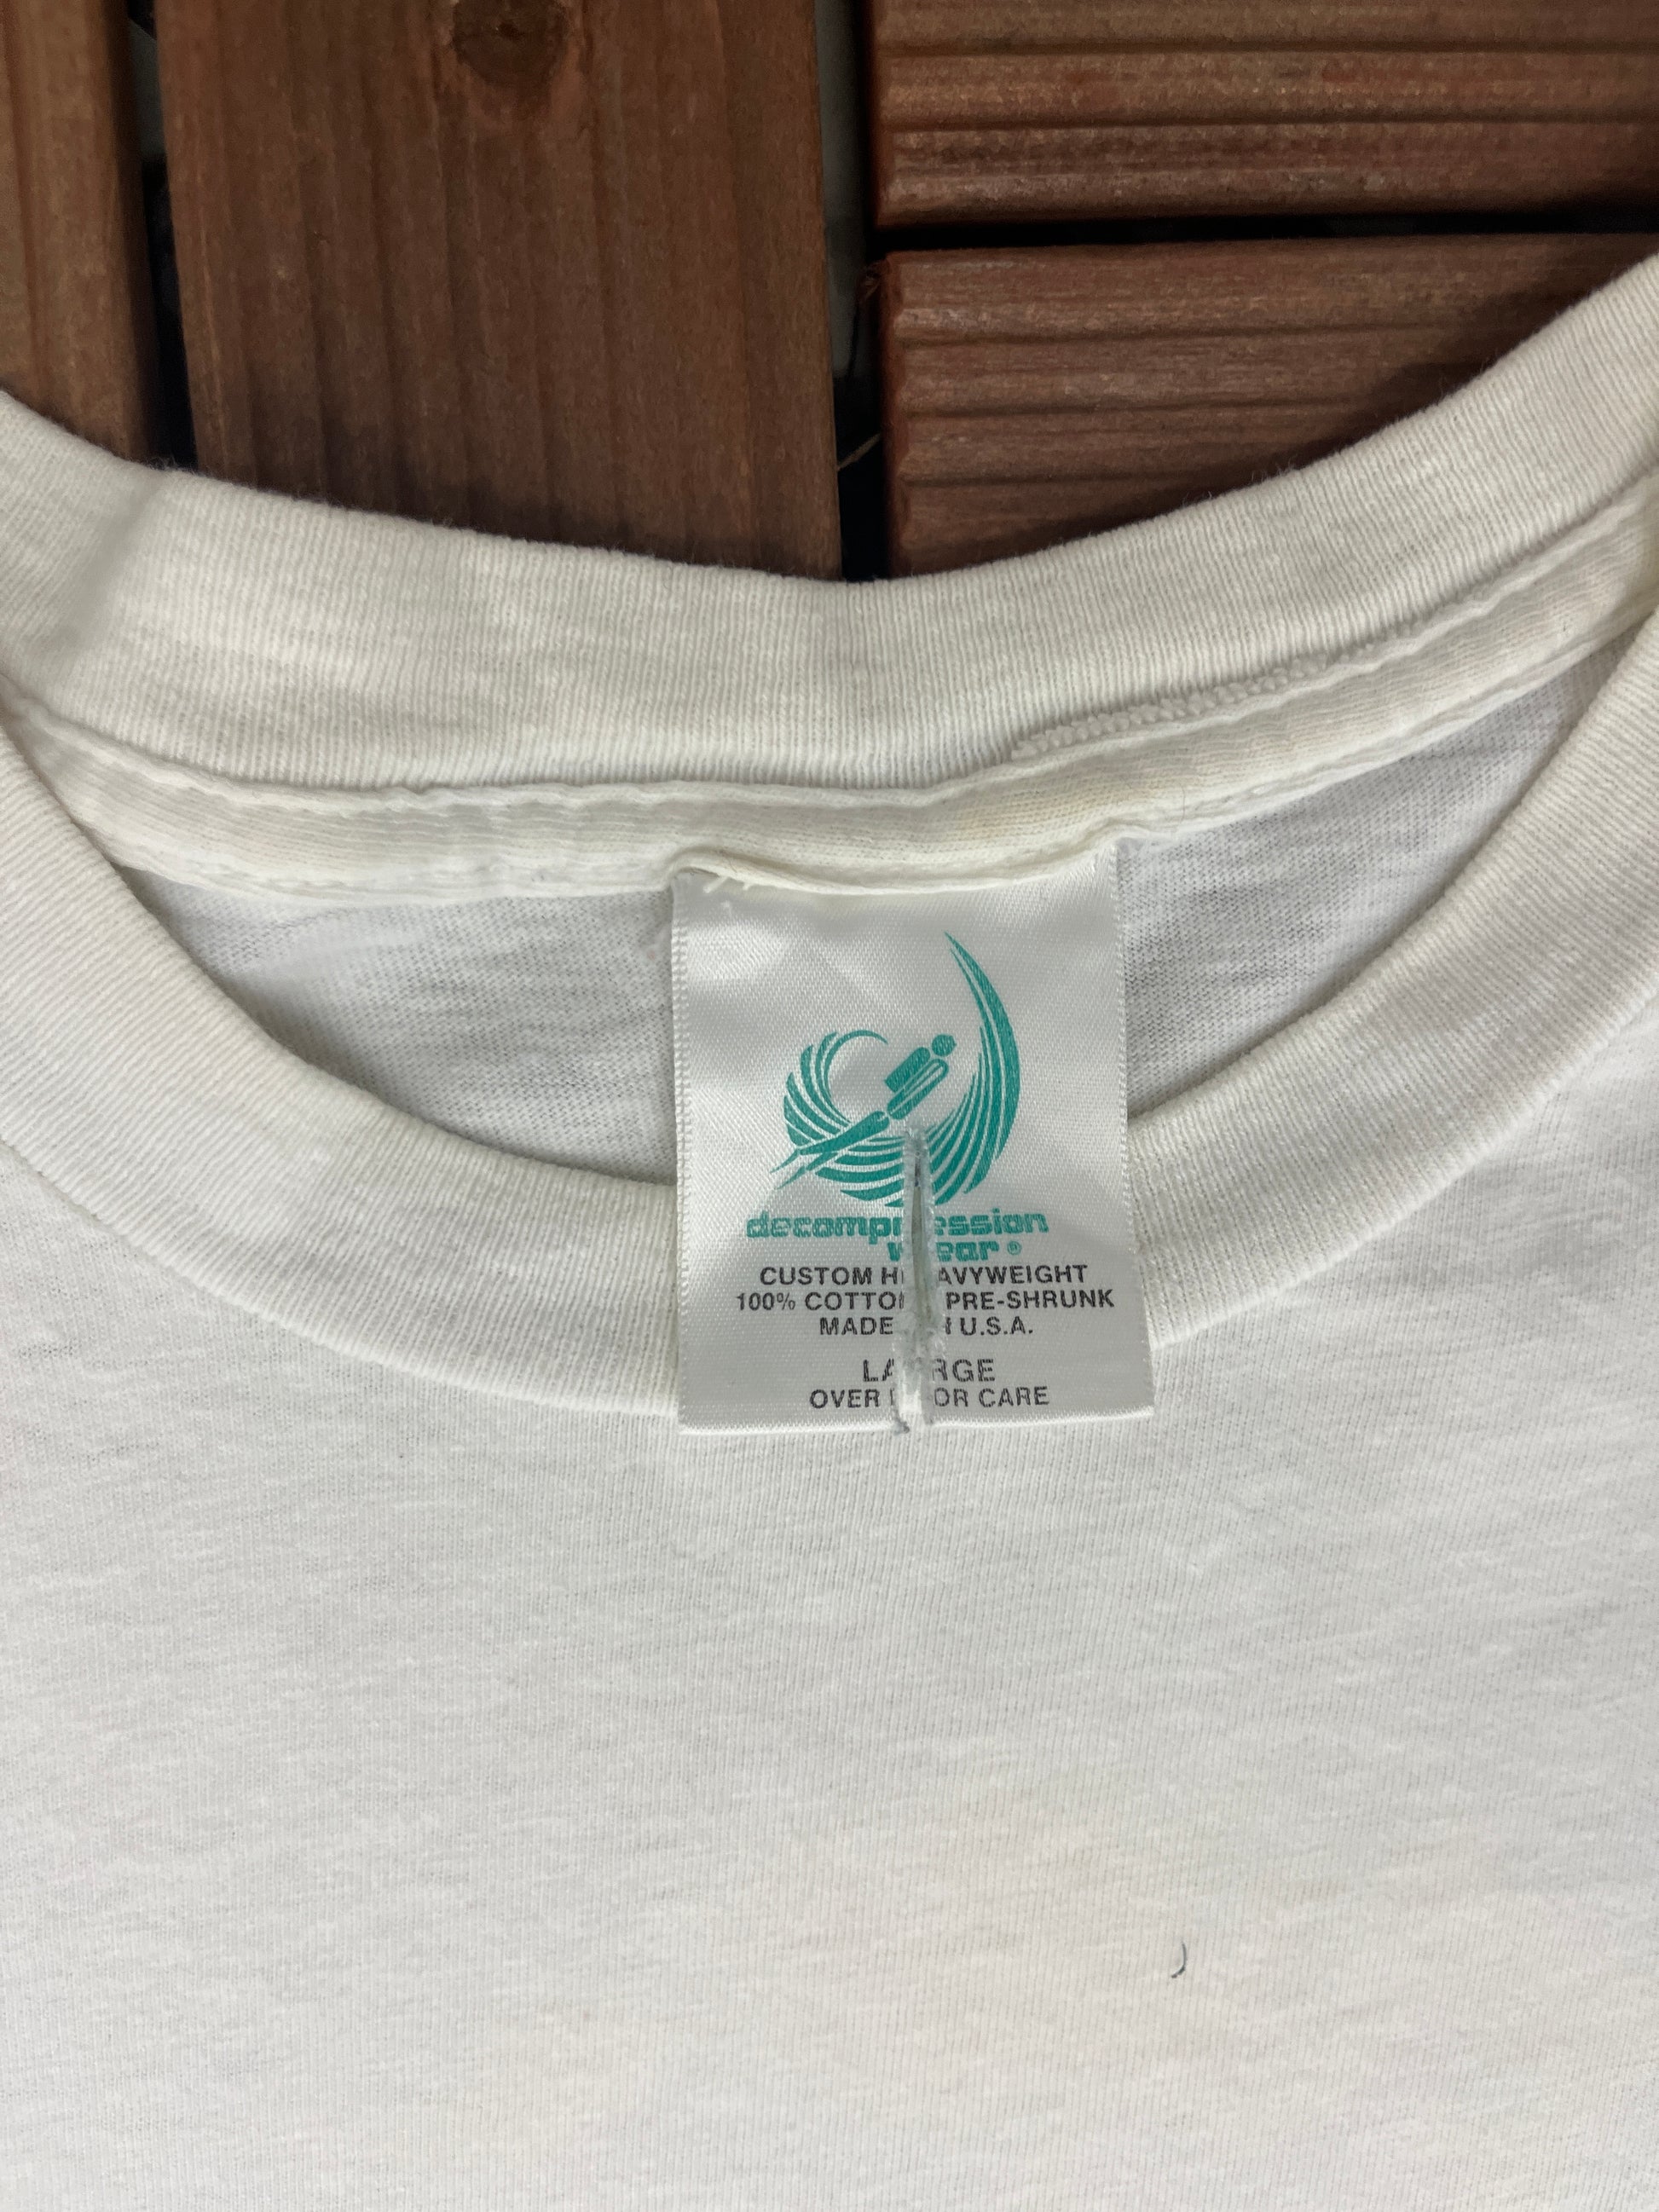 decompression
wear®
CUSTOM HEAVYWEIGHT
100% COTTON PRE-SHRUNK
MADE IN U.S.A.
LARGE
OVER FOR CARE